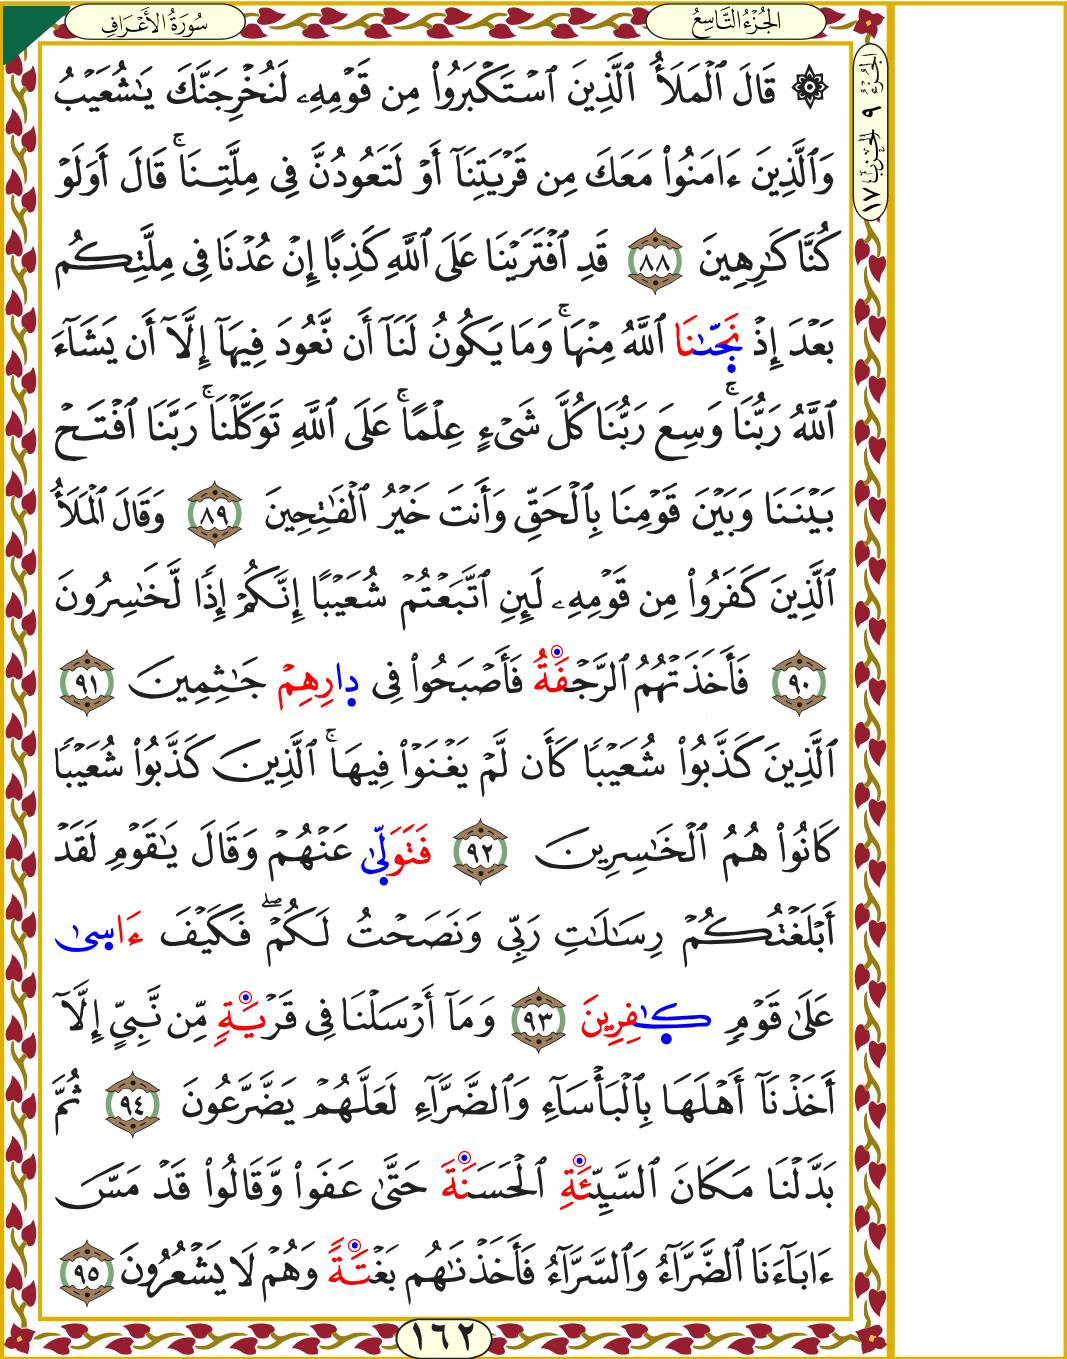 سُورَةُ الأَعْرَافِ
الجُزْءُ التَّاسِعُ
الجزء ٩ الحزب ١٧
۞ قَالَ ٱلْمَلَأُ ٱلَّذِينَ ٱسْتَكْبَرُوا۟ مِن قَوْمِهِۦ لَنُخْرِجَنَّكَ يَٰشُعَيْبُ
وَٱلَّذِينَ ءَامَنُوا۟ مَعَكَ مِن قَرْيَتِنَآ أَوْ لَتَعُودُنَّ فِى مِلَّتِنَا ۚ قَالَ أَوَلَوْ
كُنَّا كَٰرِهِينَ ٨٨ قَدِ ٱفْتَرَيْنَا عَلَى ٱللَّهِ كَذِبًا إِنْ عُدْنَا فِى مِلَّتِكُم
بَعْدَ إِذْ نَجَّىٰنَا ٱللَّهُ مِنْهَا ۚ وَمَا يَكُونُ لَنَآ أَن نَّعُودَ فِيهَآ إِلَّآ أَن يَشَآءَ
ٱللَّهُ رَبُّنَا ۚ وَسِعَ رَبُّنَا كُلَّ شَىْءٍ عِلْمًا ۚ عَلَى ٱللَّهِ تَوَكَّلْنَا ۚ رَبَّنَا ٱفْتَحْ
بَيْنَنَا وَبَيْنَ قَوْمِنَا بِٱلْحَقِّ وَأَنتَ خَيْرُ ٱلْفَٰتِحِينَ ٨٩ وَقَالَ ٱلْمَلَأُ
ٱلَّذِينَ كَفَرُوا۟ مِن قَوْمِهِۦ لَئِنِ ٱتَّبَعْتُمْ شُعَيْبًا إِنَّكُمْ إِذًا لَّخَٰسِرُونَ
٩٠ فَأَخَذَتْهُمُ ٱلرَّجْفَةُ فَأَصْبَحُوا۟ فِى دِارِهِمْ جَٰثِمِينَ ٩١
ٱلَّذِينَ كَذَّبُوا۟ شُعَيْبًا كَأَن لَّمْ يَغْنَوْا۟ فِيهَا ۚ ٱلَّذِينَ كَذَّبُوا۟ شُعَيْبًا
كَانُوا۟ هُمُ ٱلْخَٰسِرِينَ ٩٢ فَتَوَلَّىٰ عَنْهُمْ وَقَالَ يَٰقَوْمِ لَقَدْ
أَبْلَغْتُكُمْ رِسَٰلَٰتِ رَبِّى وَنَصَحْتُ لَكُمْ ۖ فَكَيْفَ ءَاسَىٰ
عَلَىٰ قَوْمٍ كَٰفِرِينَ ٩٣ وَمَآ أَرْسَلْنَا فِى قَرْيَةٍ مِّن نَّبِىٍّ إِلَّآ
أَخَذْنَآ أَهْلَهَا بِٱلْبَأْسَآءِ وَٱلضَّرَّآءِ لَعَلَّهُمْ يَضَّرَّعُونَ ٩٤ ثُمَّ
بَدَّلْنَا مَكَانَ ٱلسَّيِّئَةِ ٱلْحَسَنَةَ حَتَّىٰ عَفَوا۟ وَّقَالُوا۟ قَدْ مَسَّ
ءَابَآءَنَا ٱلضَّرَّآءُ وَٱلسَّرَّآءُ فَأَخَذْنَٰهُم بَغْتَةً وَهُمْ لَا يَشْعُرُونَ ٩٥
١٦٢